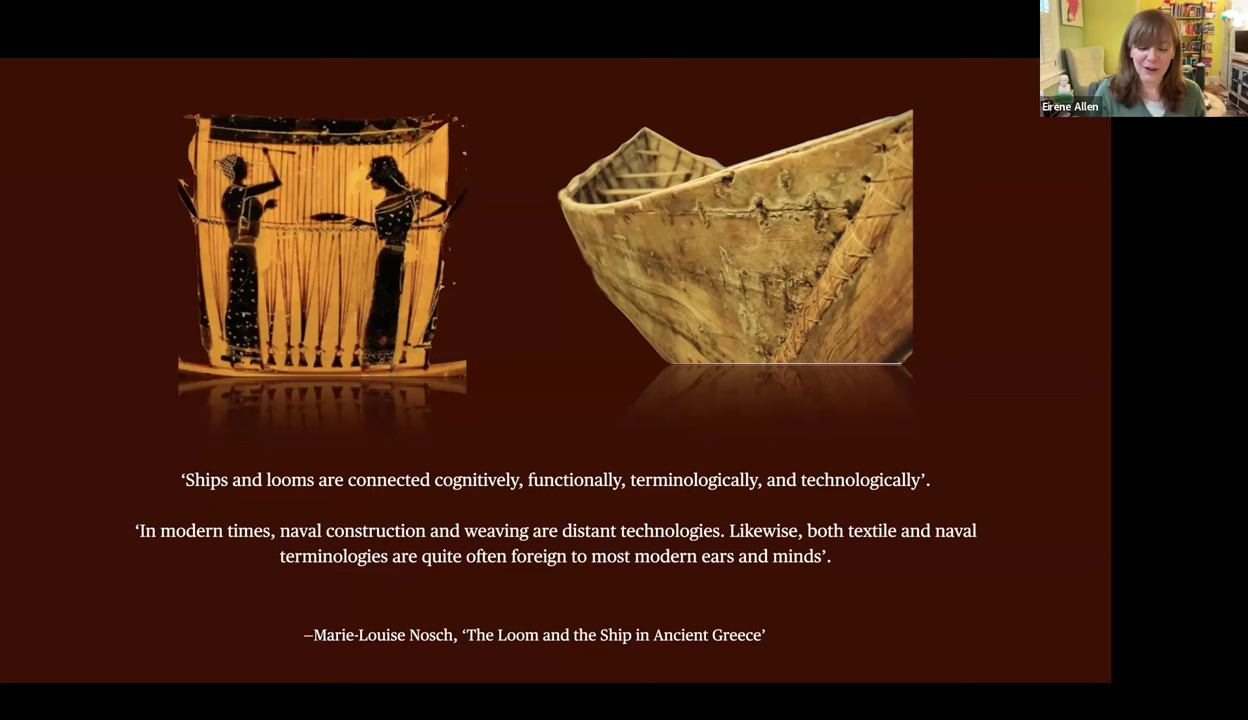 Eirene Allen
‘Ships and looms are connected cognitively, functionally, terminologically, and technologically’.
‘In modern times, naval construction and weaving are distant technologies. Likewise, both textile and naval
terminologies are quite often foreign to most modern ears and minds’.
–Marie-Louise Nosch, ‘The Loom and the Ship in Ancient Greece’